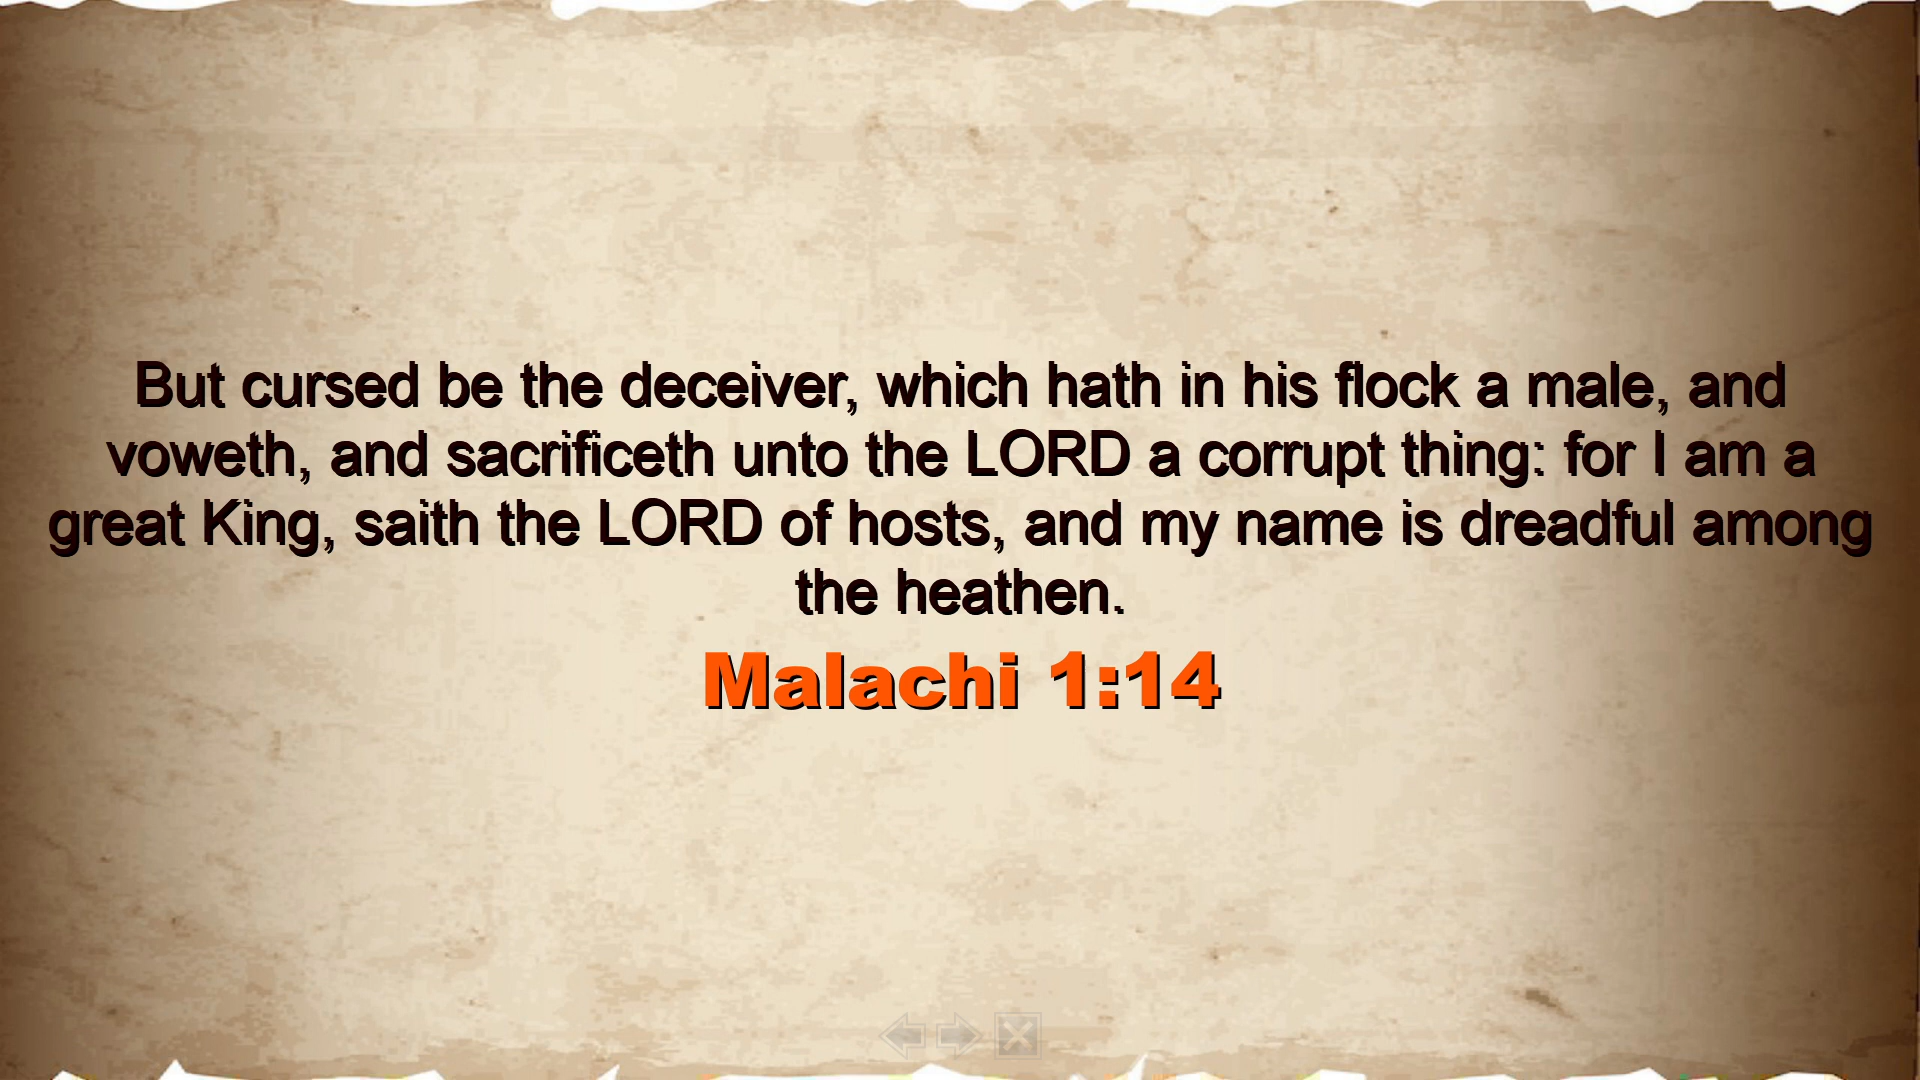 But cursed be the deceiver, which hath in his flock a male, and
voweth, and sacrificeth unto the LORD a corrupt thing: for I am a
great King, saith the LORD of hosts, and my name is dreadful among
the heathen.
Malachi 1:14